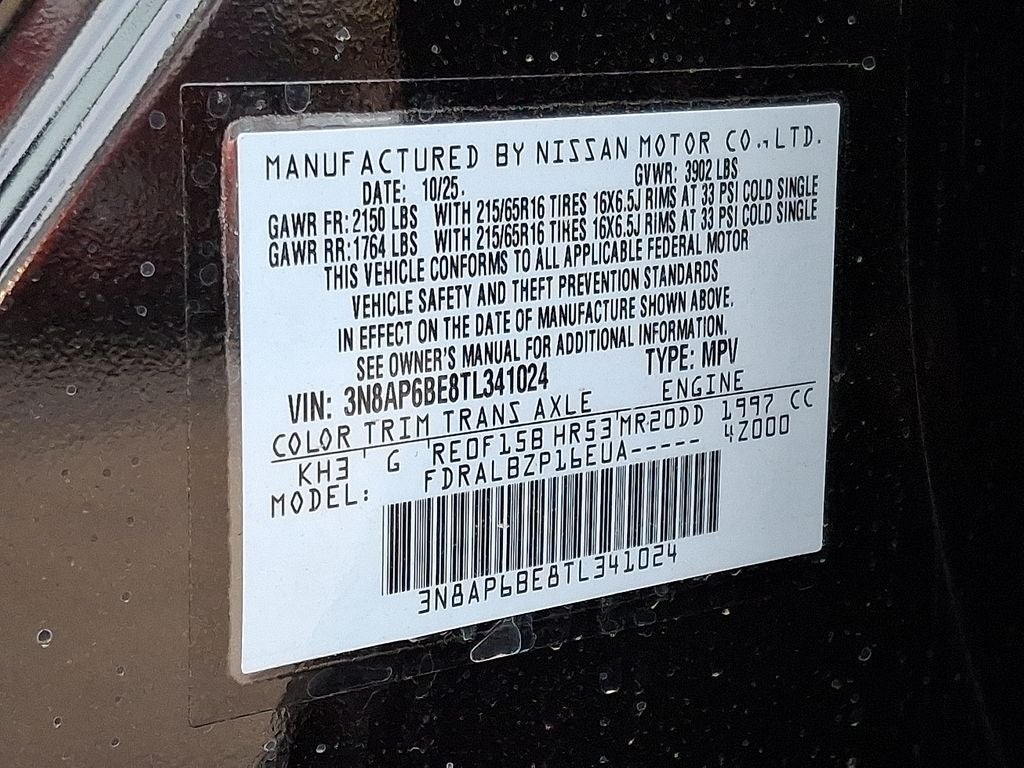 MANUFACTURED BY NISSAN MOTOR CO., LTD.
DATE: 10/25. GVWR: 3902 LBS
GAWR FR: 2150 LBS WITH 215/65R16 TIRES 16X6.5J RIMS AT 33 PSI COLD SINGLE
GAWR RR: 1764 LBS WITH 215/65R16 TIRES 16X6.5J RIMS AT 33 PSI COLD SINGLE
THIS VEHICLE CONFORMS TO ALL APPLICABLE FEDERAL MOTOR
VEHICLE SAFETY AND THEFT PREVENTION STANDARDS
IN EFFECT ON THE DATE OF MANUFACTURE SHOWN ABOVE.
SEE OWNER'S MANUAL FOR ADDITIONAL INFORMATION.
VIN: 3N8AP6BE8TL341024 TYPE: MPV
COLOR TRIM TRANS AXLE ENGINE
KH3 G RE0F15B HR53 MR20DD 1997 CC
MODEL: FDRALBZP16EUA----- 4Z000
3N8AP6BE8TL341024